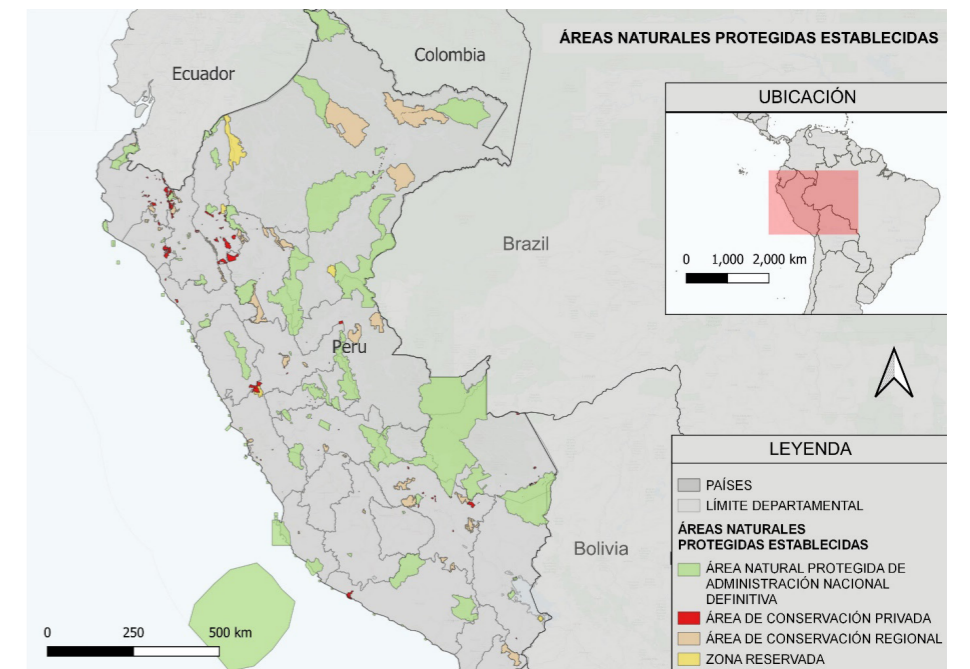 ÁREAS NATURALES PROTEGIDAS ESTABLECIDAS
Colombia
Ecuador
UBICACIÓN
0 1,000 2,000 km
Brazil
Peru
Bolivia
LEYENDA
PAÍSES
LÍMITE DEPARTAMENTAL
ÁREAS NATURALES
PROTEGIDAS ESTABLECIDAS
ÁREA NATURAL PROTEGIDA DE
ADMINISTRACIÓN NACIONAL
DEFINITIVA
ÁREA DE CONSERVACIÓN PRIVADA
ÁREA DE CONSERVACIÓN REGIONAL
ZONA RESERVADA
0 250 500 km